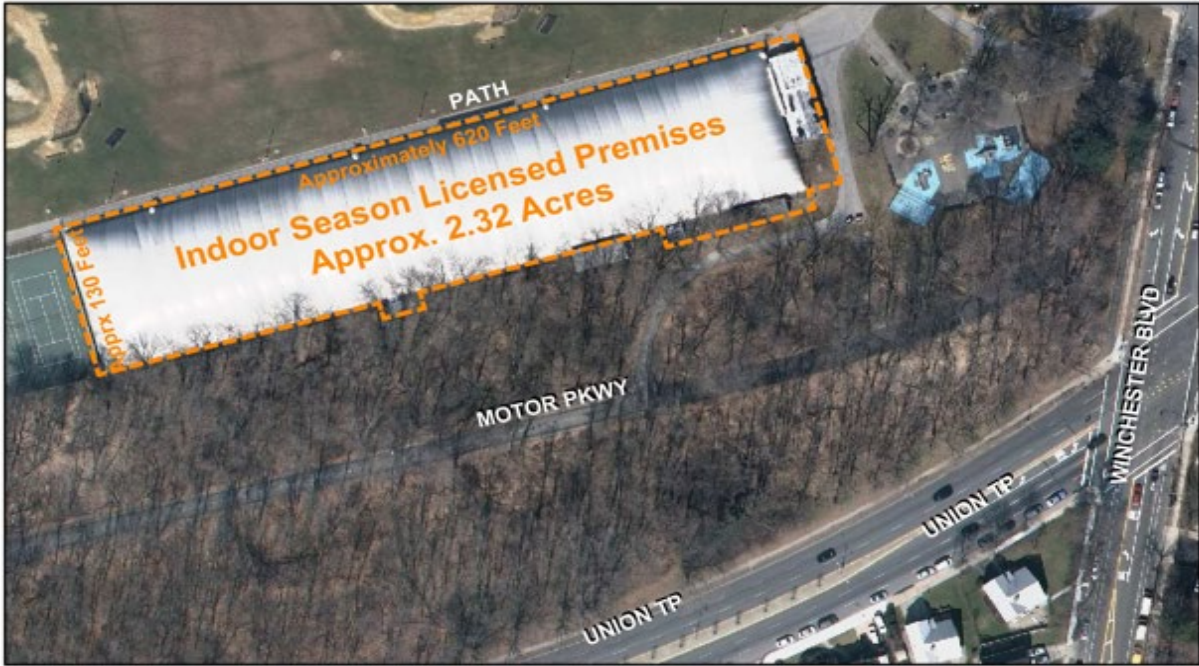 PATH
Approximately 620 Feet
Indoor Season Licensed Premises
Approx. 2.32 Acres
Apprx 130 Feet
MOTOR PKWY
WINCHESTER BLVD
UNION TP
UNION TP